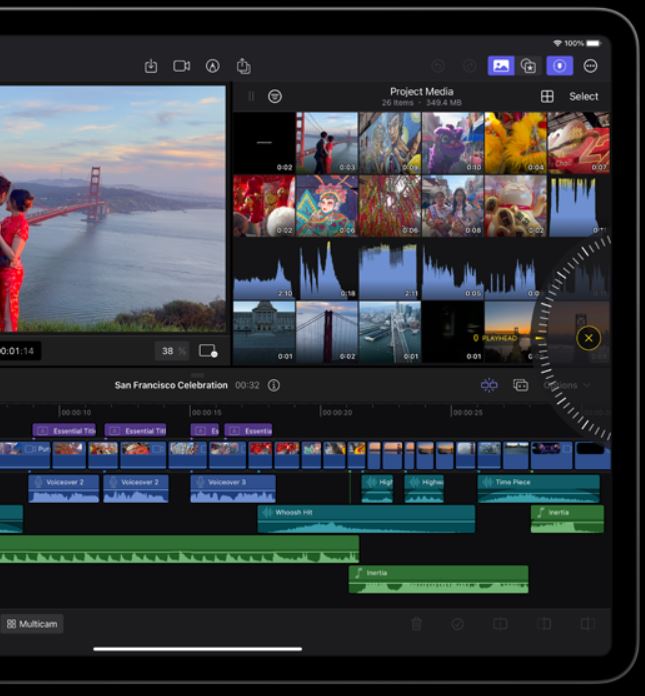 100%
Project Media
26 Items · 349.4 MB
Select
0:02
0:03
0:09
0:10
0:04
0:07
0:02
0:06
0:06
0:08
0:02
2:10
0:18
2:11
0:05
0:01
0:02
0:01
0:01
0 PLAYHEAD
0:01:14
38 %
San Francisco Celebration 00:32
Options
00:00:10
00:00:15
00:00:20
00:00:25
Essential Titl
Essential Titl
Es
Essentia
Voiceover 2
Voiceover 2
Voiceover 3
High
Highw
Time Piece
Whoosh Hit
Inertia
Inertia
Multicam